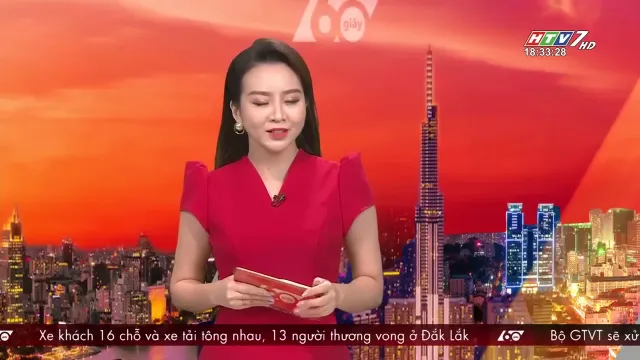 60
giây
HTV7 HD
18:33:28
Xe khách 16 chỗ và xe tải tông nhau, 13 người thương vong ở Đắk Lắk
60
Bộ GTVT sẽ xử